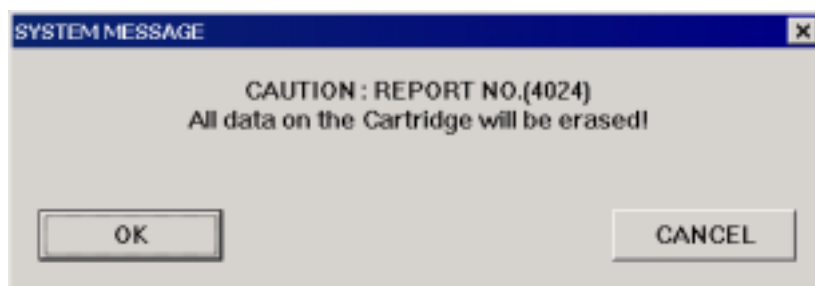 SYSTEM MESSAGE
CAUTION : REPORT NO.(4024)
All data on the Cartridge will be erased!
OK
CANCEL